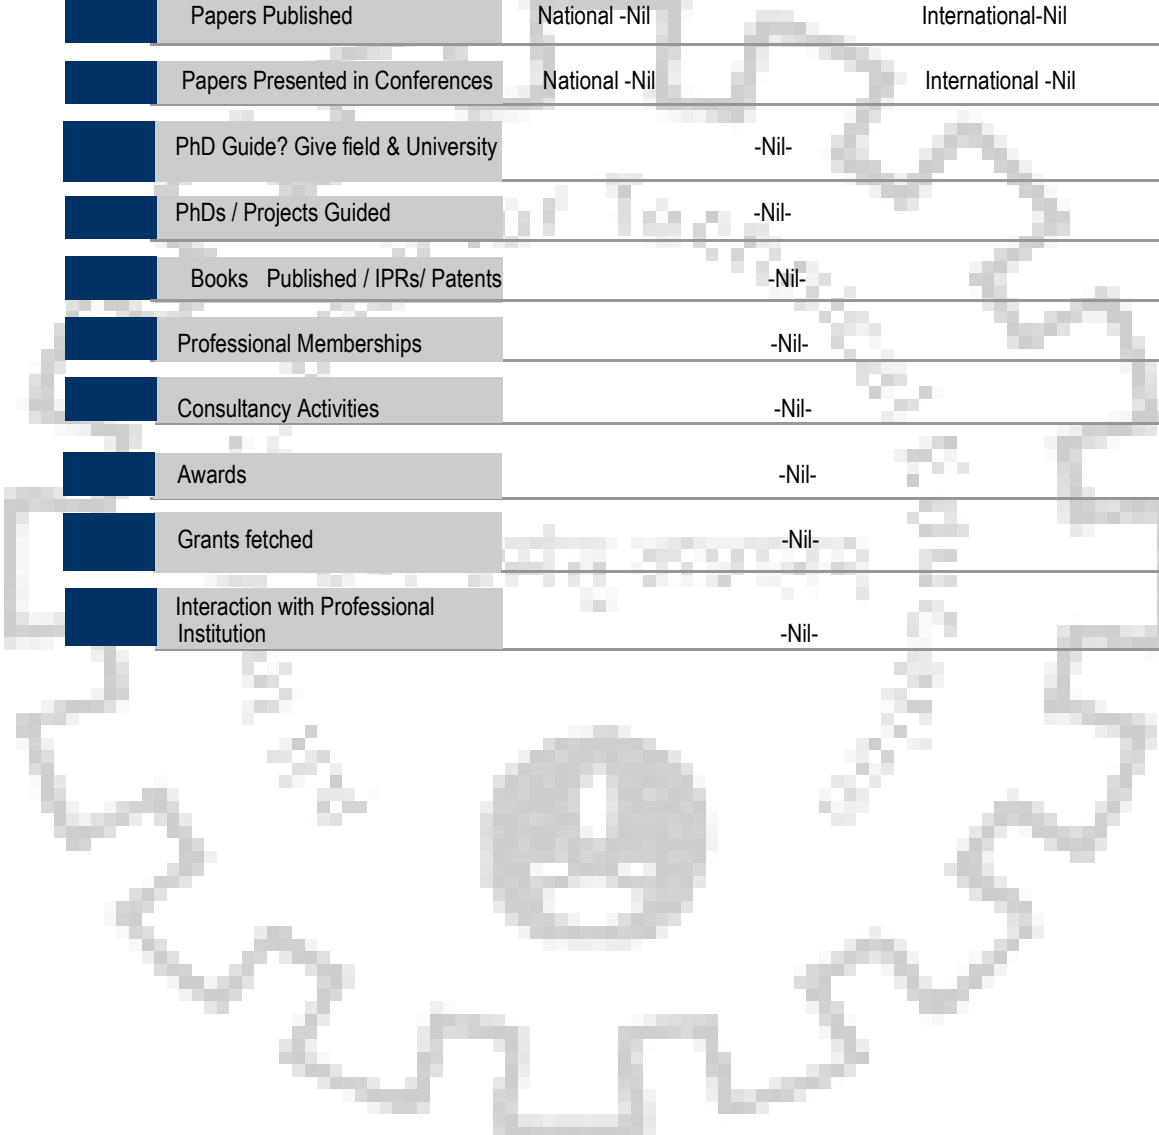 Papers Published National -Nil International-Nil
Papers Presented in Conferences National -Nil International -Nil
PhD Guide? Give field & University -Nil-
PhDs / Projects Guided -Nil-
Books Published / IPRs/ Patents -Nil-
Professional Memberships -Nil-
Consultancy Activities -Nil-
Awards -Nil-
Grants fetched -Nil-
Interaction with Professional
Institution -Nil-